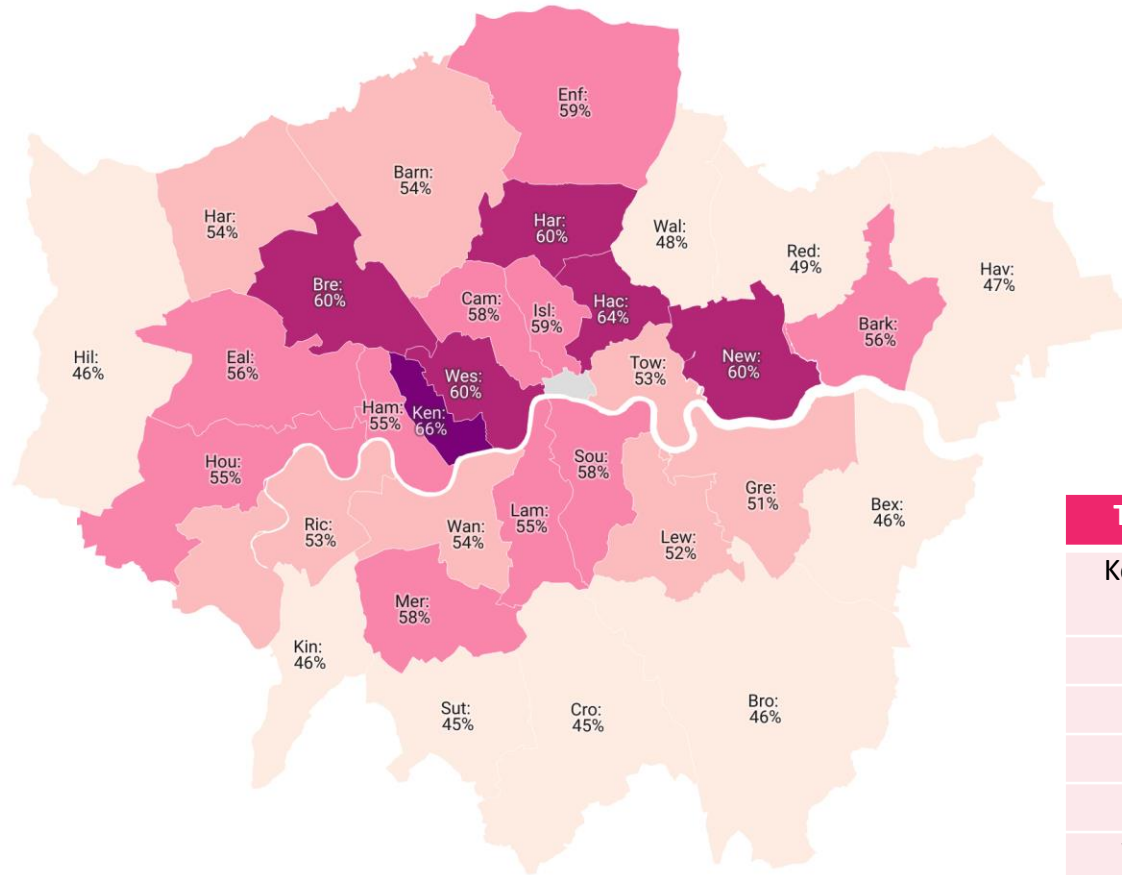 Enf:
59%
Barn:
54%
Har:
54%
Har:
60%
Wal:
48%
Red:
49%
Hav:
47%
Bre:
60%
Cam:
58%
Isl:
59%
Hac:
64%
Bark:
56%
Hil:
46%
Eal:
56%
Wes:
60%
Tow:
53%
New:
60%
Ham:
55%
Ken:
66%
Hou:
55%
Sou:
58%
Gre:
51%
Bex:
46%
Ric:
53%
Wan:
54%
Lam:
55%
Lew:
52%
Mer:
58%
Kin:
46%
Sut:
45%
Cro:
45%
Bro:
46%
T